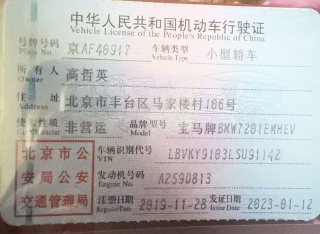 中华人民共和国机动车行驶证
Vehicle License of the People's Republic of China
号牌号码 京AF40917 车辆类型 小型轿车
Plate No. Vehicle Type
所有人 高哲英
Owner
住址 北京市丰台区马家楼村186号
Address
使用性质 非营运 品牌型号 宝马牌BMW7201EMHEV
Use Character Model
北京市公安局公安交通管理局
车辆识别代号 LBVKY9103LSU91142
VIN
发动机号码 A2590813
Engine No.
注册日期 2019-11-28 发证日期 2023-01-12
Register Date Issue Date